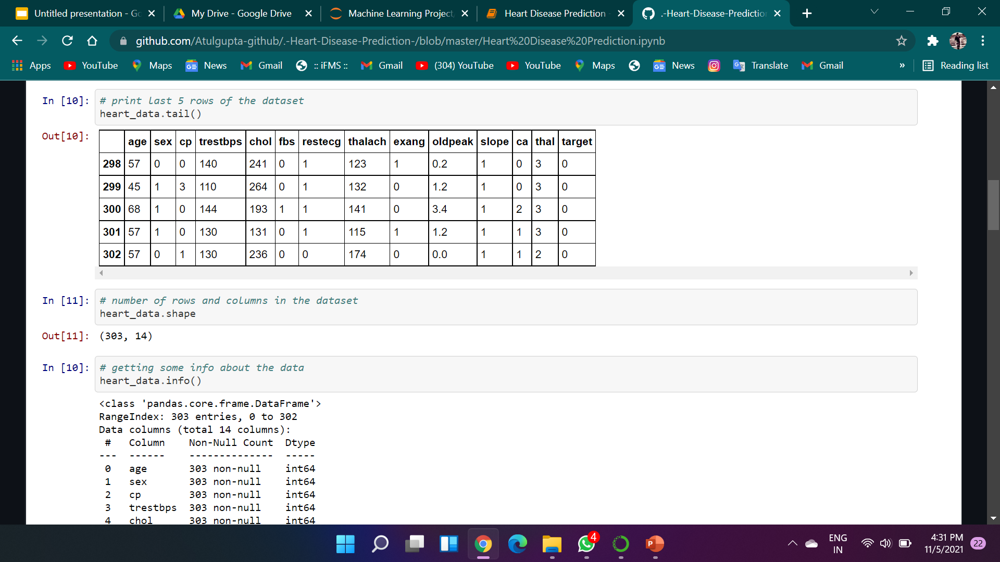 Untitled presentation - Go
My Drive - Google Drive
Machine Learning Project/
Heart Disease Prediction -
.-Heart-Disease-Prediction
github.com/Atulgupta-github/.-Heart-Disease-Prediction-/blob/master/Heart%20Disease%20Prediction.ipynb
Apps YouTube Maps News Gmail :: iFMS :: Gmail (304) YouTube YouTube Maps News Translate Gmail » Reading list
In [10]: # print last 5 rows of the dataset
heart_data.tail()
Out[10]:
age sex cp trestbps chol fbs restecg thalach exang oldpeak slope ca thal target
298 57 0 0 140 241 0 1 123 1 0.2 1 0 3 0
299 45 1 3 110 264 0 1 132 0 1.2 1 0 3 0
300 68 1 0 144 193 1 1 141 0 3.4 1 2 3 0
301 57 1 0 130 131 0 1 115 1 1.2 1 1 3 0
302 57 0 1 130 236 0 0 174 0 0.0 1 1 2 0
In [11]: # number of rows and columns in the dataset
heart_data.shape
Out[11]: (303, 14)
In [10]: # getting some info about the data
heart_data.info()
<class 'pandas.core.frame.DataFrame'>
RangeIndex: 303 entries, 0 to 302
Data columns (total 14 columns):
# Column Non-Null Count Dtype
--- ------ -------------- -----
0 age 303 non-null int64
1 sex 303 non-null int64
2 cp 303 non-null int64
3 trestbps 303 non-null int64
4 chol 303 non-null int64
4
ENG
IN
4:31 PM
11/5/2021
22